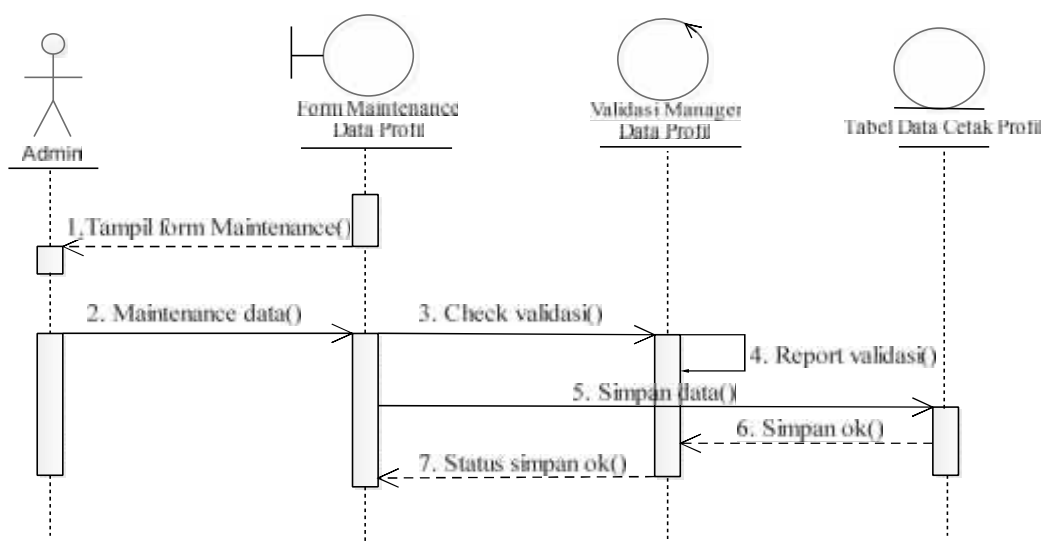 Admin
Form Maintenance
Data Profil
Validasi Manager
Data Profil
Tabel Data Cetak Profil
1.Tampil form Maintenance()
2. Maintenance data()
3. Check validasi()
4. Report validasi()
5. Simpan data()
6. Simpan ok()
7. Status simpan ok()